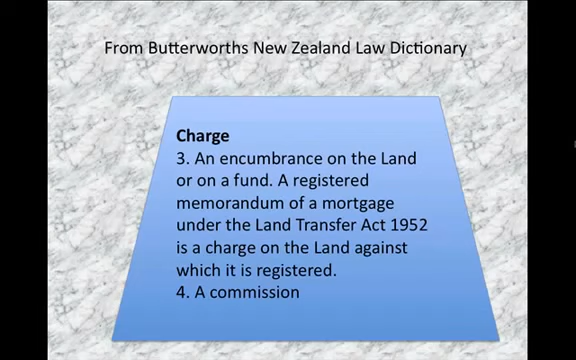 From Butterworths New Zealand Law Dictionary
Charge
3. An encumbrance on the Land
or on a fund. A registered
memorandum of a mortgage
under the Land Transfer Act 1952
is a charge on the Land against
which it is registered.
4. A commission